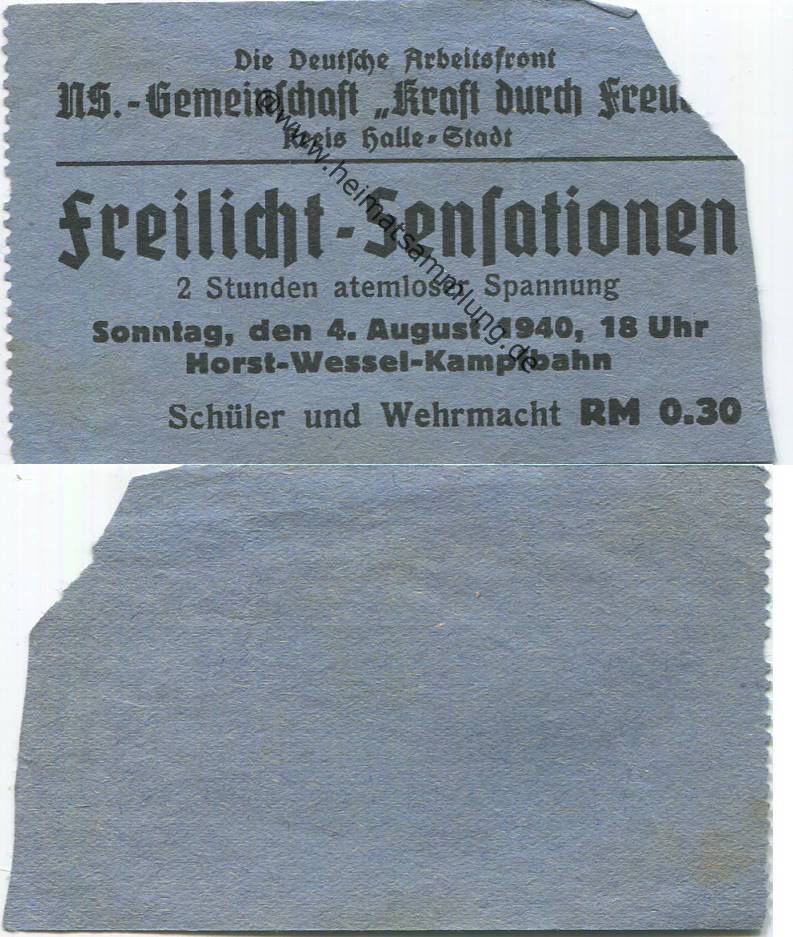 Die Deutsche Arbeitsfront
NS.-Gemeinschaft „Kraft durch Freu
Kreis Halle-Stadt
Freilicht-Sensationen
2 Stunden atemloser Spannung
Sonntag, den 4. August 1940, 18 Uhr
Horst-Wessel-Kampfbahn
Schüler und Wehrmacht RM 0.30
@www.heimatsammlung.de